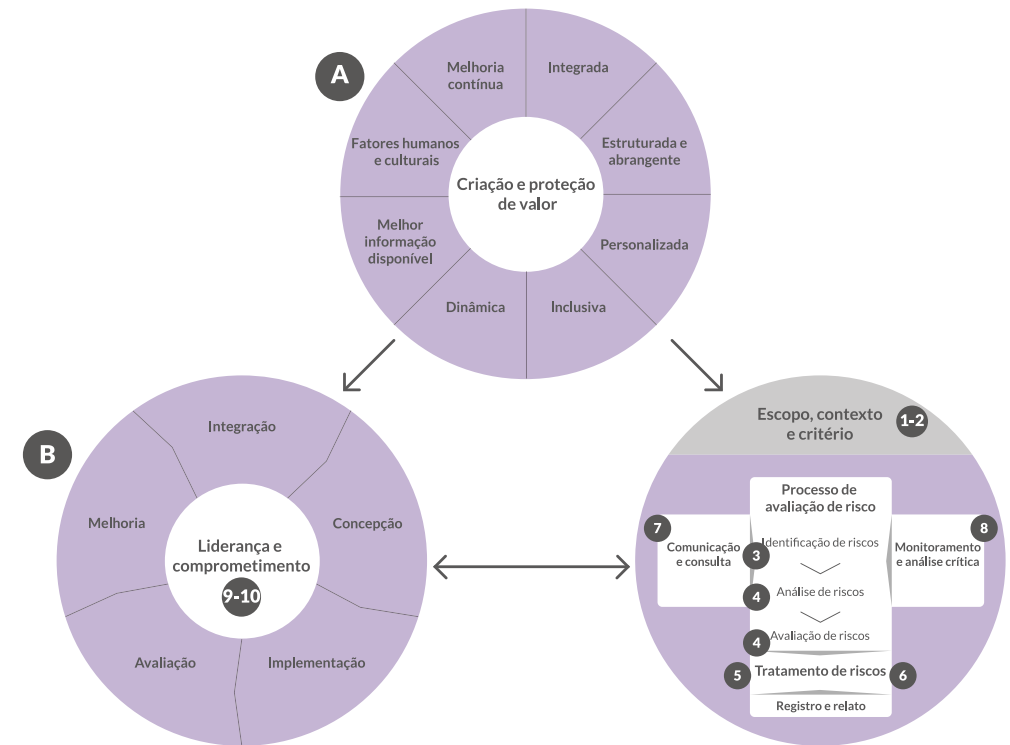 A
Melhoria
contínua
Integrada
Fatores humanos
e culturais
Estruturada e
abrangente
Criação e proteção
de valor
Melhor
informação
disponível
Personalizada
Dinâmica
Inclusiva
B
Integração
Melhoria
Concepção
Liderança e
comprometimento
9-10
Avaliação
Implementação
Escopo, contexto
e critério
1-2
Processo de
avaliação de risco
7
Comunicação
e consulta
3
Identificação de riscos
4
Análise de riscos
4
Avaliação de riscos
8
Monitoramento
e análise crítica
5
Tratamento de riscos
6
Registro e relato